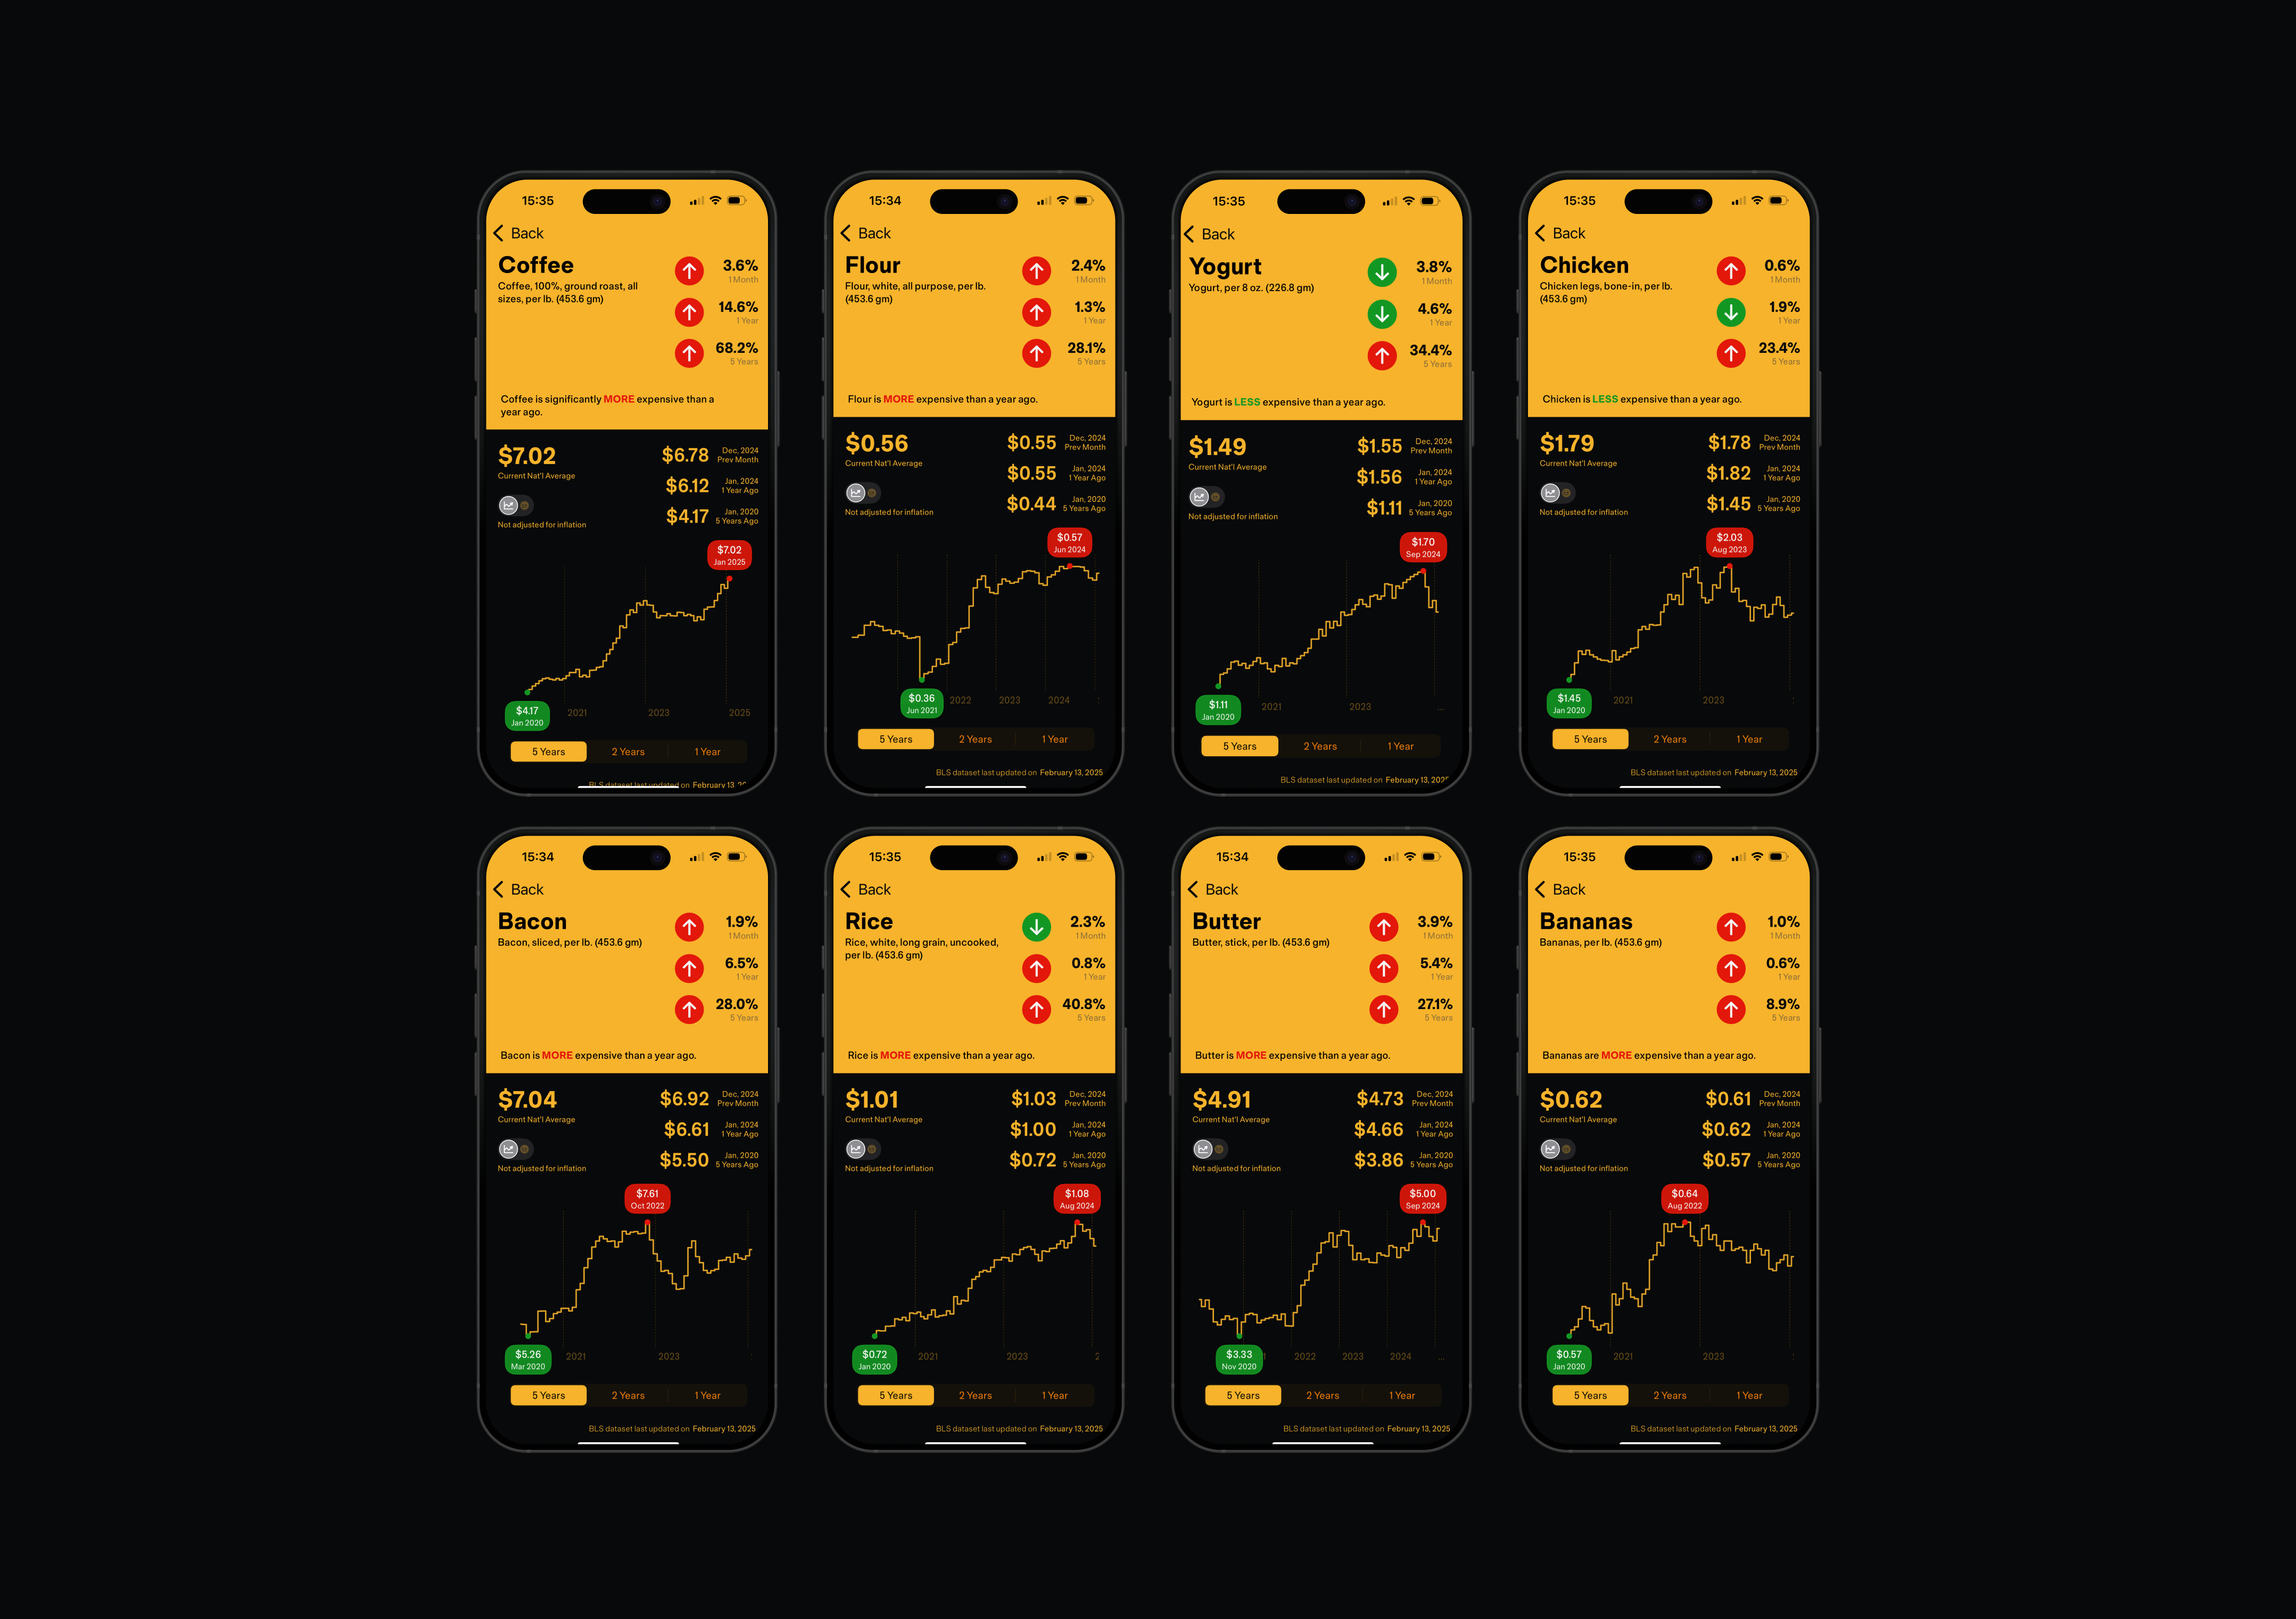 15:35
Back
Coffee
Coffee, 100%, ground roast, all
sizes, per lb. (453.6 gm)
3.6%
1 Month
14.6%
1 Year
68.2%
5 Years
Coffee is significantly MORE expensive than a
year ago.
$7.02
Current Nat'l Average
Not adjusted for inflation
$6.78 Dec, 2024
Prev Month
$6.12 Jan, 2024
1 Year Ago
$4.17 Jan, 2020
5 Years Ago
$7.02
Jan 2025
$4.17
Jan 2020
2021 2023 2025
5 Years 2 Years 1 Year
BLS dataset last updated on February 13
15:34
Back
Flour
Flour, white, all purpose, per lb.
(453.6 gm)
2.4%
1 Month
1.3%
1 Year
28.1%
5 Years
Flour is MORE expensive than a year ago.
$0.56
Current Nat'l Average
Not adjusted for inflation
$0.55 Dec, 2024
Prev Month
$0.55 Jan, 2024
1 Year Ago
$0.44 Jan, 2020
5 Years Ago
$0.57
Jun 2024
$0.36
Jun 2021
2022 2023 2024
5 Years 2 Years 1 Year
BLS dataset last updated on February 13, 2025
15:35
Back
Yogurt
Yogurt, per 8 oz. (226.8 gm)
3.8%
1 Month
4.6%
1 Year
34.4%
5 Years
Yogurt is LESS expensive than a year ago.
$1.49
Current Nat'l Average
Not adjusted for inflation
$1.55 Dec, 2024
Prev Month
$1.56 Jan, 2024
1 Year Ago
$1.11 Jan, 2020
5 Years Ago
$1.70
Sep 2024
$1.11
Jan 2020
2021 2023 ...
5 Years 2 Years 1 Year
BLS dataset last updated on February 13, 2025
15:35
Back
Chicken
Chicken legs, bone-in, per lb.
(453.6 gm)
0.6%
1 Month
1.9%
1 Year
23.4%
5 Years
Chicken is LESS expensive than a year ago.
$1.79
Current Nat'l Average
Not adjusted for inflation
$1.78 Dec, 2024
Prev Month
$1.82 Jan, 2024
1 Year Ago
$1.45 Jan, 2020
5 Years Ago
$2.03
Aug 2023
$1.45
Jan 2020
2021 2023
5 Years 2 Years 1 Year
BLS dataset last updated on February 13, 2025
15:34
Back
Bacon
Bacon, sliced, per lb. (453.6 gm)
1.9%
1 Month
6.5%
1 Year
28.0%
5 Years
Bacon is MORE expensive than a year ago.
$7.04
Current Nat'l Average
Not adjusted for inflation
$6.92 Dec, 2024
Prev Month
$6.61 Jan, 2024
1 Year Ago
$5.50 Jan, 2020
5 Years Ago
$7.61
Oct 2022
$5.26
Mar 2020
2021 2023
5 Years 2 Years 1 Year
BLS dataset last updated on February 13, 2025
15:35
Back
Rice
Rice, white, long grain, uncooked,
per lb. (453.6 gm)
2.3%
1 Month
0.8%
1 Year
40.8%
5 Years
Rice is MORE expensive than a year ago.
$1.01
Current Nat'l Average
Not adjusted for inflation
$1.03 Dec, 2024
Prev Month
$1.00 Jan, 2024
1 Year Ago
$0.72 Jan, 2020
5 Years Ago
$1.08
Aug 2024
$0.72
Jan 2020
2021 2023 2
5 Years 2 Years 1 Year
BLS dataset last updated on February 13, 2025
15:34
Back
Butter
Butter, stick, per lb. (453.6 gm)
3.9%
1 Month
5.4%
1 Year
27.1%
5 Years
Butter is MORE expensive than a year ago.
$4.91
Current Nat'l Average
Not adjusted for inflation
$4.73 Dec, 2024
Prev Month
$4.66 Jan, 2024
1 Year Ago
$3.86 Jan, 2020
5 Years Ago
$5.00
Sep 2024
$3.33
Nov 2020
2022 2023 2024 ...
5 Years 2 Years 1 Year
BLS dataset last updated on February 13, 2025
15:35
Back
Bananas
Bananas, per lb. (453.6 gm)
1.0%
1 Month
0.6%
1 Year
8.9%
5 Years
Bananas are MORE expensive than a year ago.
$0.62
Current Nat'l Average
Not adjusted for inflation
$0.61 Dec, 2024
Prev Month
$0.62 Jan, 2024
1 Year Ago
$0.57 Jan, 2020
5 Years Ago
$0.64
Aug 2022
$0.57
Jan 2020
2021 2023
5 Years 2 Years 1 Year
BLS dataset last updated on February 13, 2025